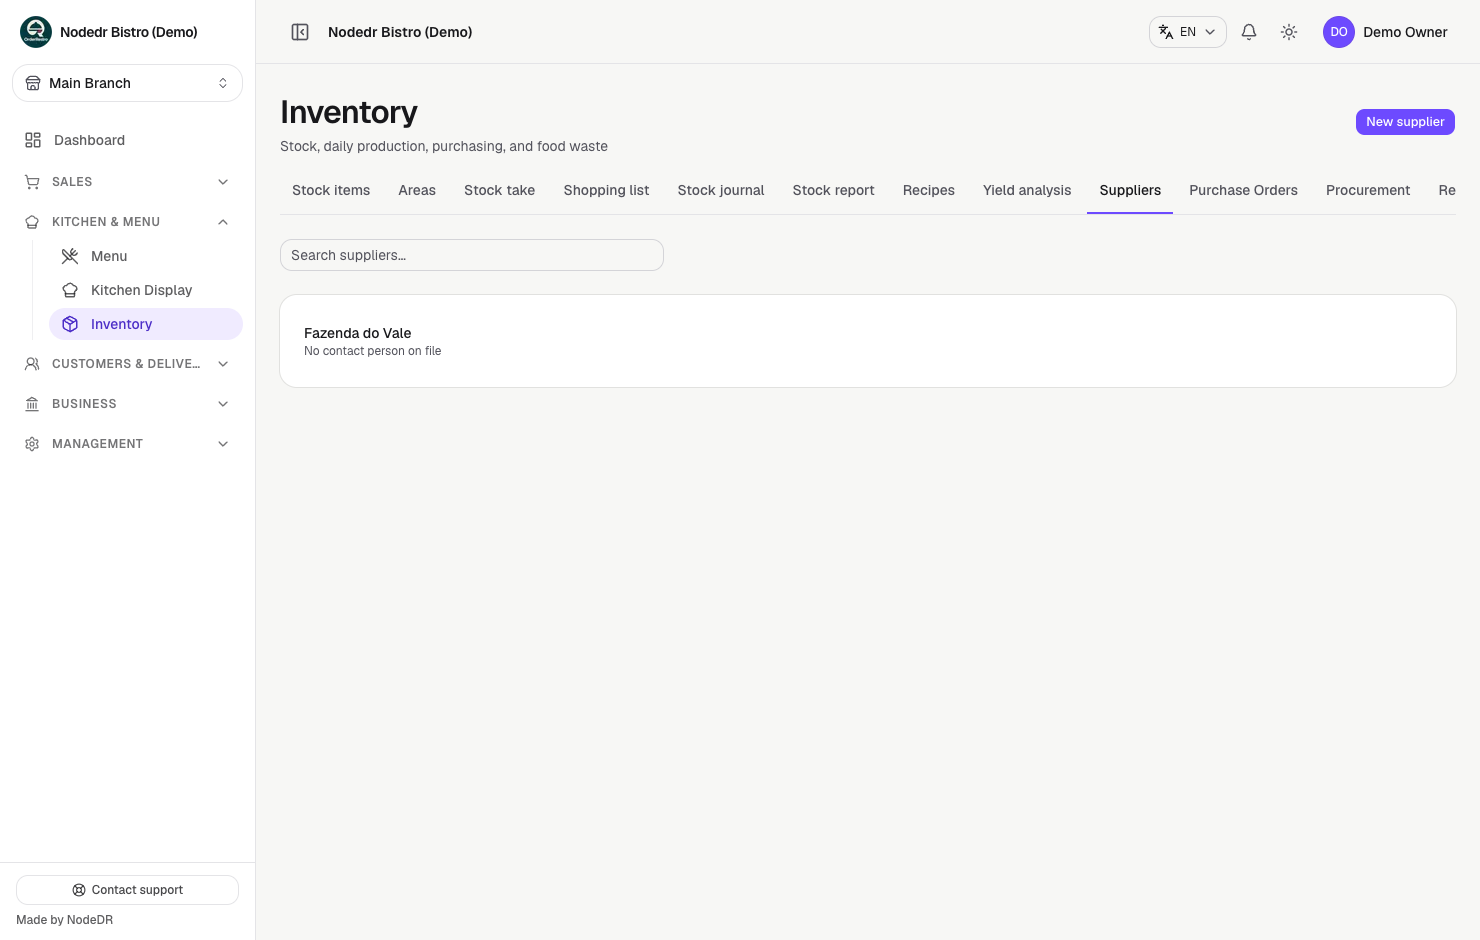 Nodedr Bistro (Demo)
Main Branch
Dashboard
SALES
KITCHEN & MENU
Menu
Kitchen Display
Inventory
CUSTOMERS & DELIVE...
BUSINESS
MANAGEMENT
Contact support
Made by NodeDR
Nodedr Bistro (Demo)
EN
DO
Demo Owner
Inventory
Stock, daily production, purchasing, and food waste
New supplier
Stock items Areas Stock take Shopping list Stock journal Stock report Recipes Yield analysis Suppliers Purchase Orders Procurement Re
Search suppliers...
Fazenda do Vale
No contact person on file